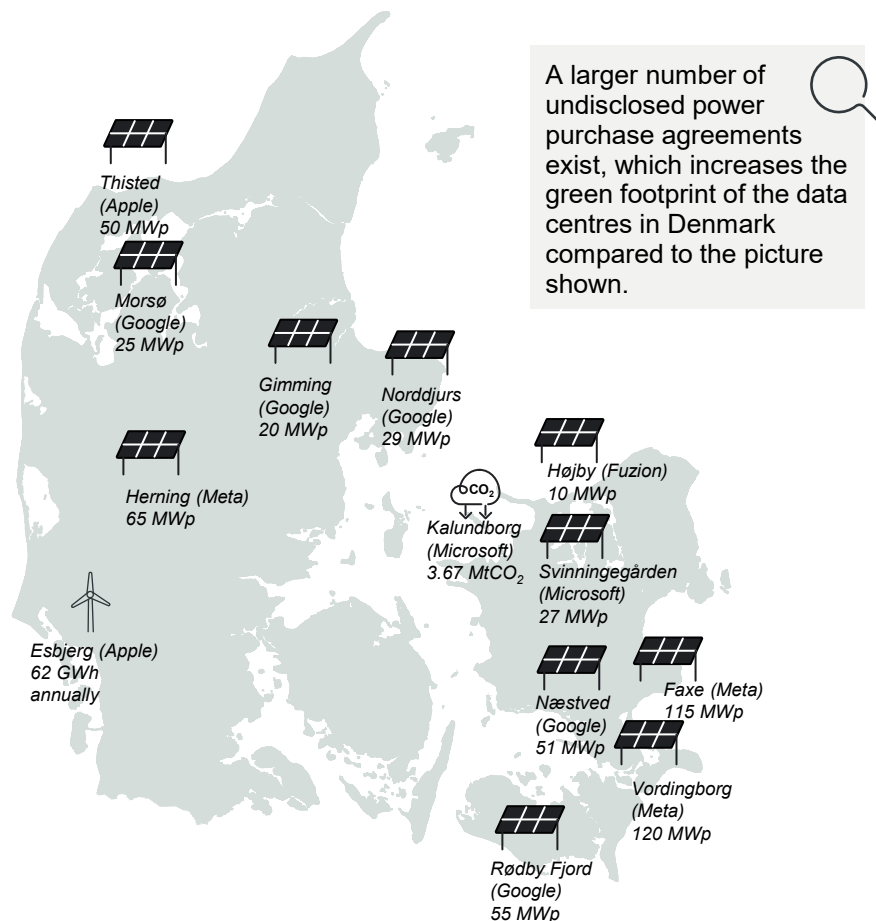 A larger number of
undisclosed power
purchase agreements
exist, which increases the
green footprint of the data
centres in Denmark
compared to the picture
shown.
Thisted
(Apple)
50 MWp
Morsø
(Google)
25 MWp
Gimming
(Google)
20 MWp
Norddjurs
(Google)
29 MWp
Herning (Meta)
65 MWp
Højby (Fuzion)
10 MWp
CO₂
Kalundborg
(Microsoft)
3.67 MtCO₂
Svinningegården
(Microsoft)
27 MWp
Esbjerg (Apple)
62 GWh
annually
Næstved
(Google)
51 MWp
Faxe (Meta)
115 MWp
Vordingborg
(Meta)
120 MWp
Rødby Fjord
(Google)
55 MWp